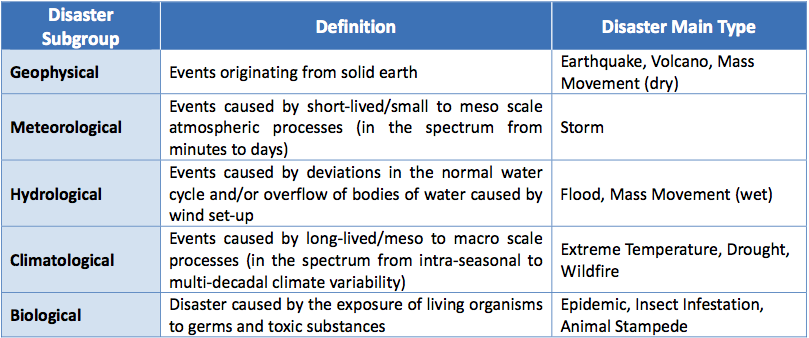 Disaster Subgroup
Definition
Disaster Main Type
Geophysical
Events originating from solid earth
Earthquake, Volcano, Mass
Movement (dry)
Meteorological
Events caused by short-lived/small to meso scale
atmospheric processes (in the spectrum from
minutes to days)
Storm
Hydrological
Events caused by deviations in the normal water
cycle and/or overflow of bodies of water caused by
wind set-up
Flood, Mass Movement (wet)
Climatological
Events caused by long-lived/meso to macro scale
processes (in the spectrum from intra-seasonal to
multi-decadal climate variability)
Extreme Temperature, Drought,
Wildfire
Biological
Disaster caused by the exposure of living organisms
to germs and toxic substances
Epidemic, Insect Infestation,
Animal Stampede